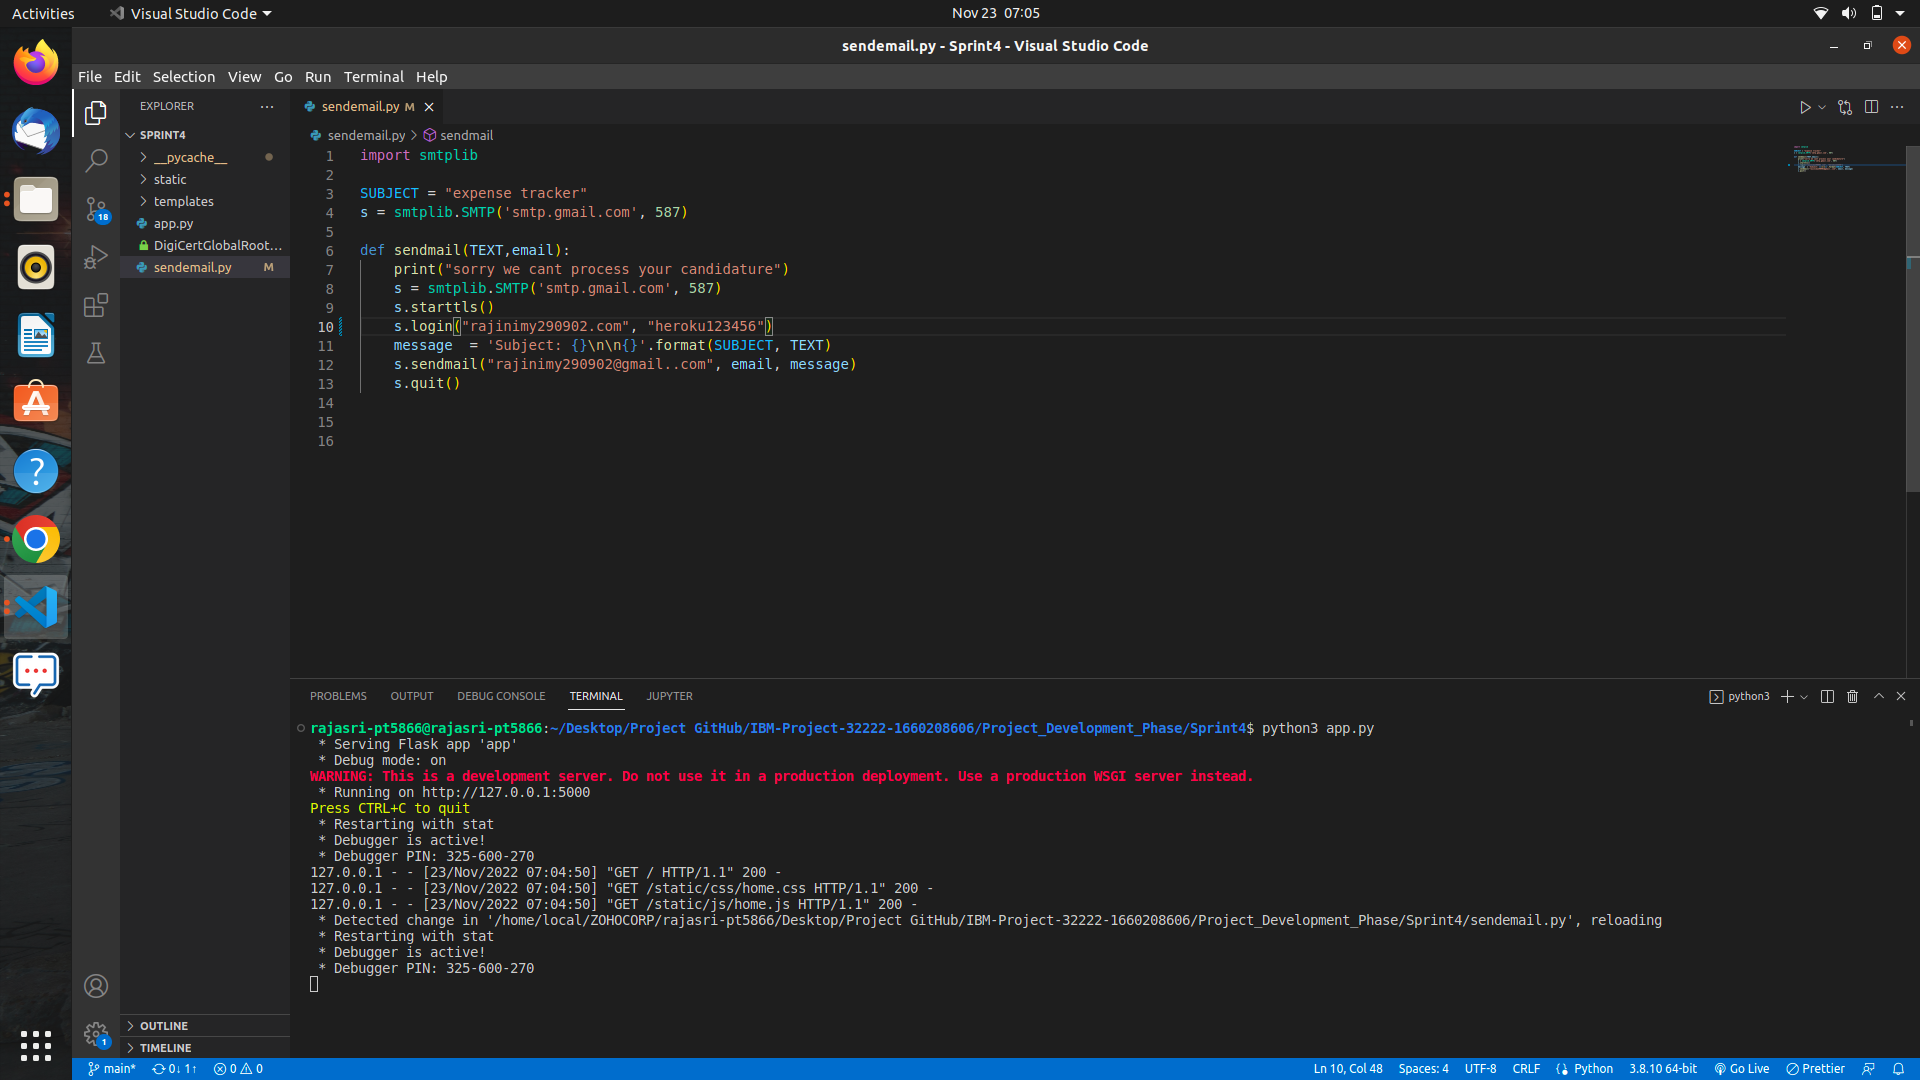 Activities
Visual Studio Code
Nov 23 07:05
sendemail.py - Sprint4 - Visual Studio Code
File Edit Selection View Go Run Terminal Help
EXPLORER
SPRINT4
__pycache__
static
templates
app.py
DigiCertGlobalRoot...
sendemail.py M
18
1
OUTLINE
TIMELINE
sendemail.py M
sendemail.py > sendmail
1 import smtplib
2
3 SUBJECT = "expense tracker"
4 s = smtplib.SMTP('smtp.gmail.com', 587)
5
6 def sendmail(TEXT,email):
7 print("sorry we cant process your candidature")
8 s = smtplib.SMTP('smtp.gmail.com', 587)
9 s.starttls()
10 s.login("rajinimy290902.com", "heroku123456")
11 message  = 'Subject: {}\n\n{}'.format(SUBJECT, TEXT)
12 s.sendmail("rajinimy290902@gmail..com", email, message)
13 s.quit()
14
15
16
PROBLEMS OUTPUT DEBUG CONSOLE TERMINAL JUPYTER
python3
rajasri-pt5866@rajasri-pt5866:~/Desktop/Project GitHub/IBM-Project-32222-1660208606/Project_Development_Phase/Sprint4$ python3 app.py
* Serving Flask app 'app'
* Debug mode: on
WARNING: This is a development server. Do not use it in a production deployment. Use a production WSGI server instead.
* Running on http://127.0.0.1:5000
Press CTRL+C to quit
* Restarting with stat
* Debugger is active!
* Debugger PIN: 325-600-270
127.0.0.1 - - [23/Nov/2022 07:04:50] "GET / HTTP/1.1" 200 -
127.0.0.1 - - [23/Nov/2022 07:04:50] "GET /static/css/home.css HTTP/1.1" 200 -
127.0.0.1 - - [23/Nov/2022 07:04:50] "GET /static/js/home.js HTTP/1.1" 200 -
* Detected change in '/home/local/ZOHOCORP/rajasri-pt5866/Desktop/Project GitHub/IBM-Project-32222-1660208606/Project_Development_Phase/Sprint4/sendemail.py', reloading
* Restarting with stat
* Debugger is active!
* Debugger PIN: 325-600-270
main* 0↓ 1↑ 0 0
Ln 10, Col 48 Spaces: 4 UTF-8 CRLF Python 3.8.10 64-bit Go Live Prettier